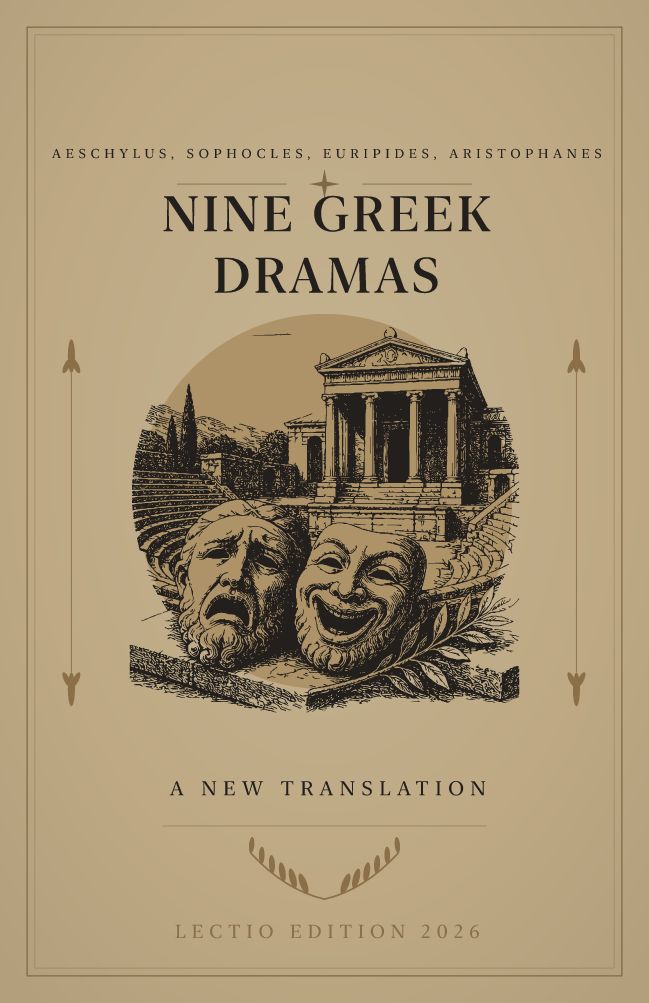 AESCHYLUS, SOPHOCLES, EURIPIDES, ARISTOPHANES
NINE GREEK
DRAMAS
A NEW TRANSLATION
LECTIO EDITION 2026